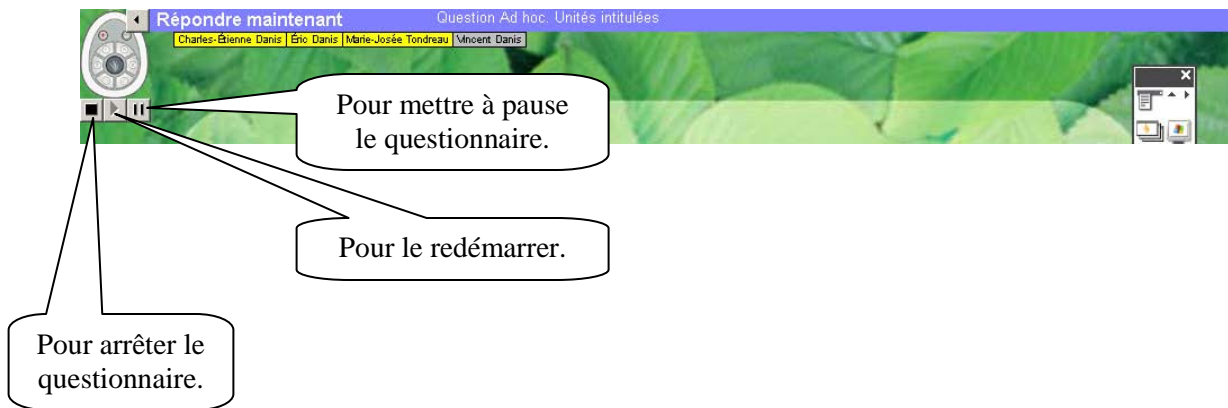 Répondre maintenant Question Ad hoc. Unités intitulées
Charles-Étienne Danis Éric Danis Marie-Josée Tondreau Vincent Danis
Pour mettre à pause
le questionnaire.
Pour le redémarrer.
Pour arrêter le
questionnaire.